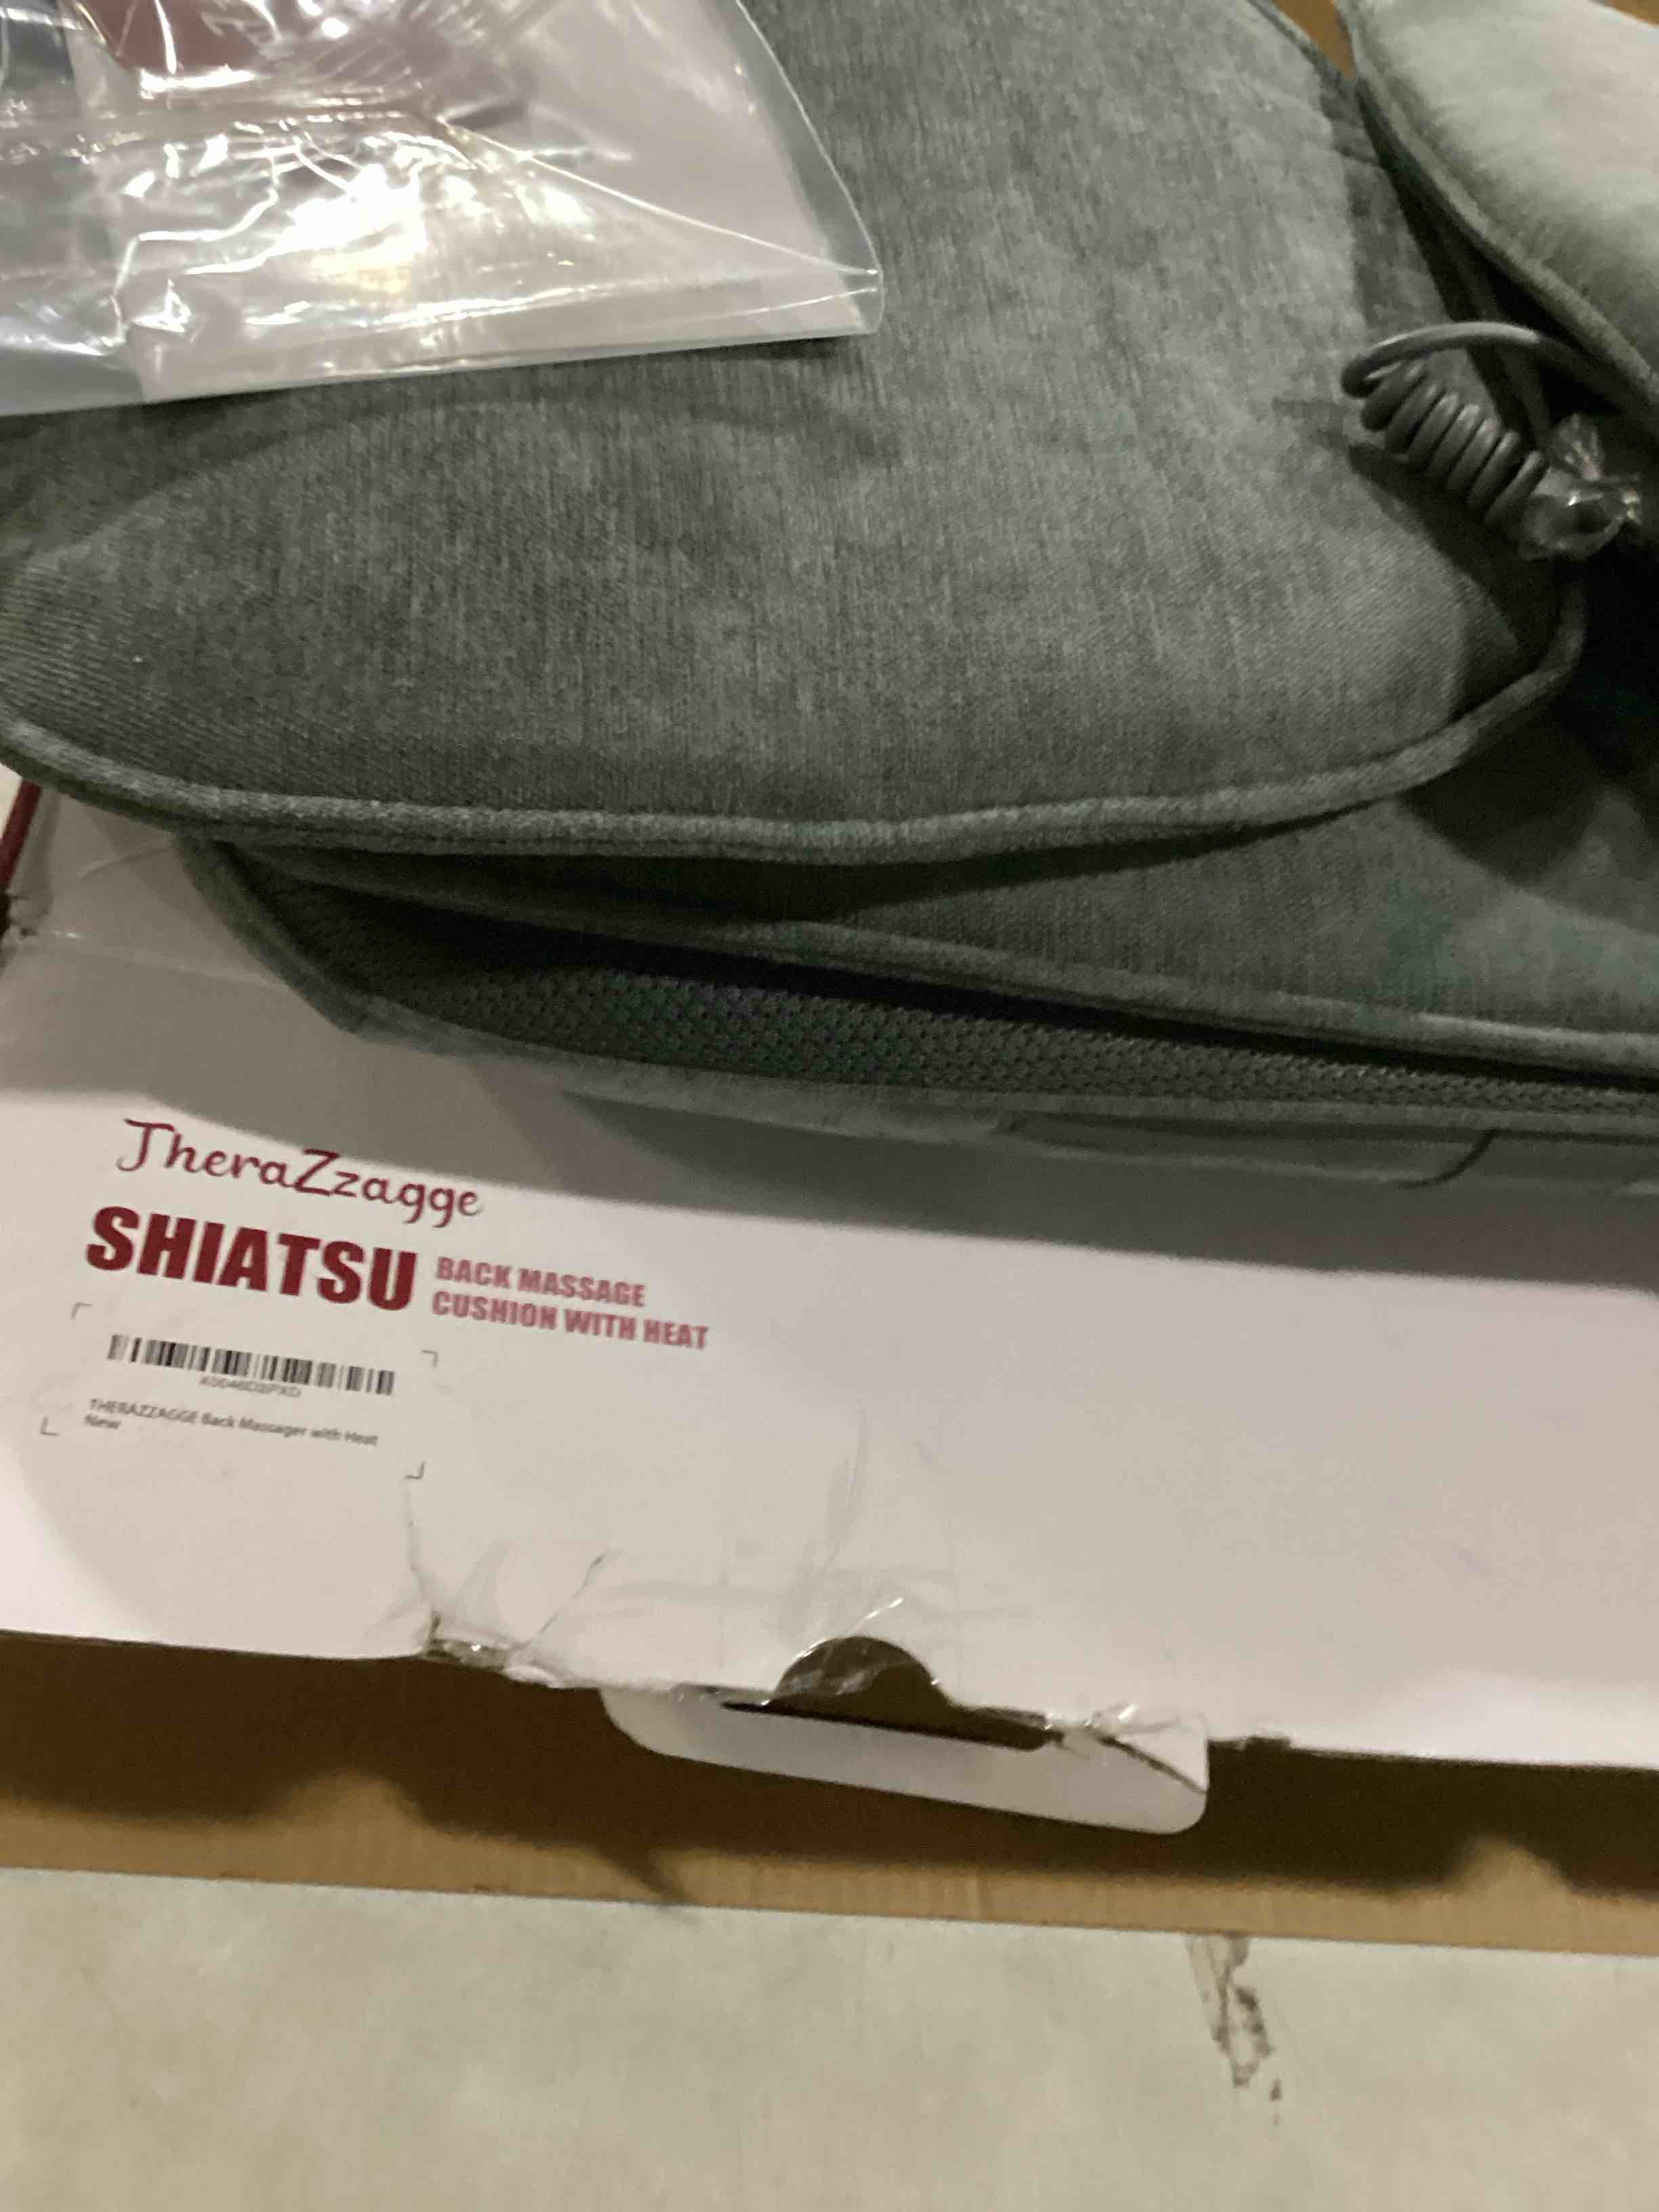 TheraZzagge
SHIATSU BACK MASSAGE
CUSHION WITH HEAT
THERAZZAGGE Back Massager with Heat
New